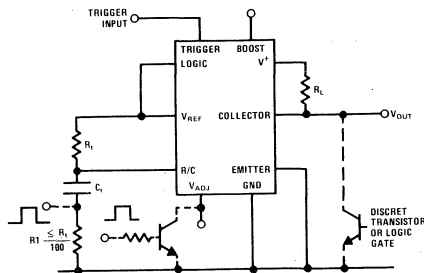 TRIGGER
INPUT
TRIGGER BOOST
LOGIC V+
RL
VREF COLLECTOR VOUT
Rt
R/C EMITTER
Ct VADJ GND
R1 ≤ Rt/100
DISCRET
TRANSISTOR
OR LOGIC
GATE